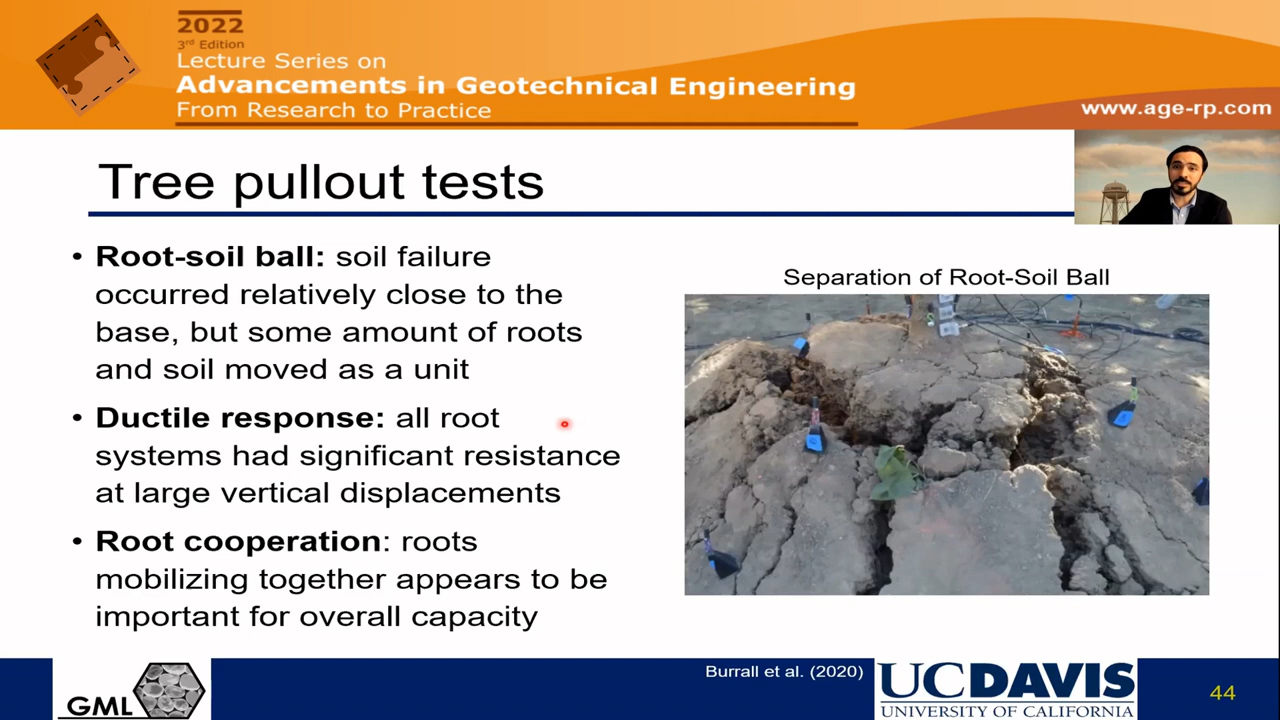 2022
3rd Edition
Lecture Series on
Advancements in Geotechnical Engineering
From Research to Practice
www.age-rp.com
Tree pullout tests
• Root-soil ball: soil failure
occurred relatively close to the
base, but some amount of roots
and soil moved as a unit
• Ductile response: all root
systems had significant resistance
at large vertical displacements
• Root cooperation: roots
mobilizing together appears to be
important for overall capacity
Separation of Root-Soil Ball
GML
Burrall et al. (2020)
UCDAVIS
UNIVERSITY OF CALIFORNIA
44